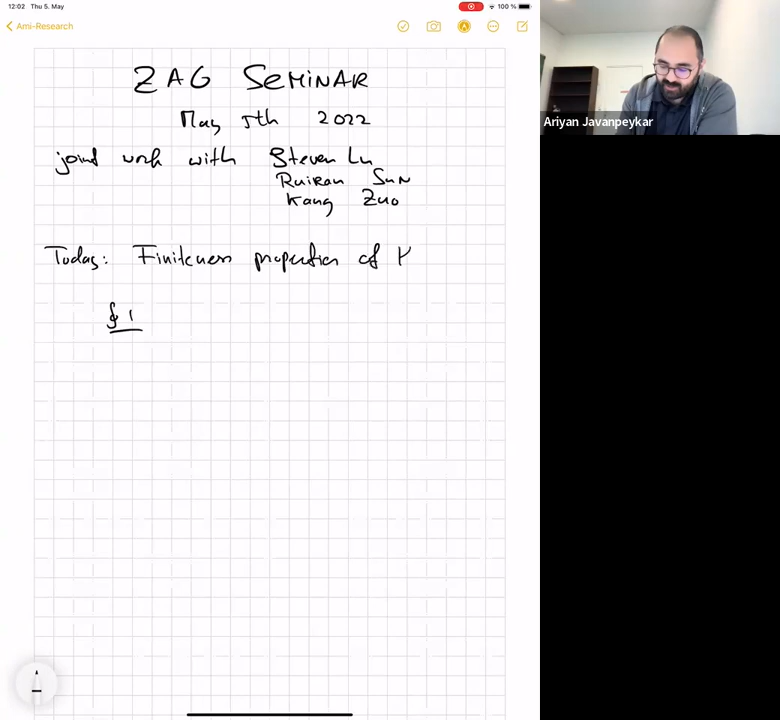 12:02 Thu 5. May
100 %
Ami-Research
Ariyan Javanpeykar
ZAG SEMINAR
May 5th 2022
joint work with Steven Lu
Ruiran Sun
Kang Zuo
Today: Finiteness properties of
§ 1